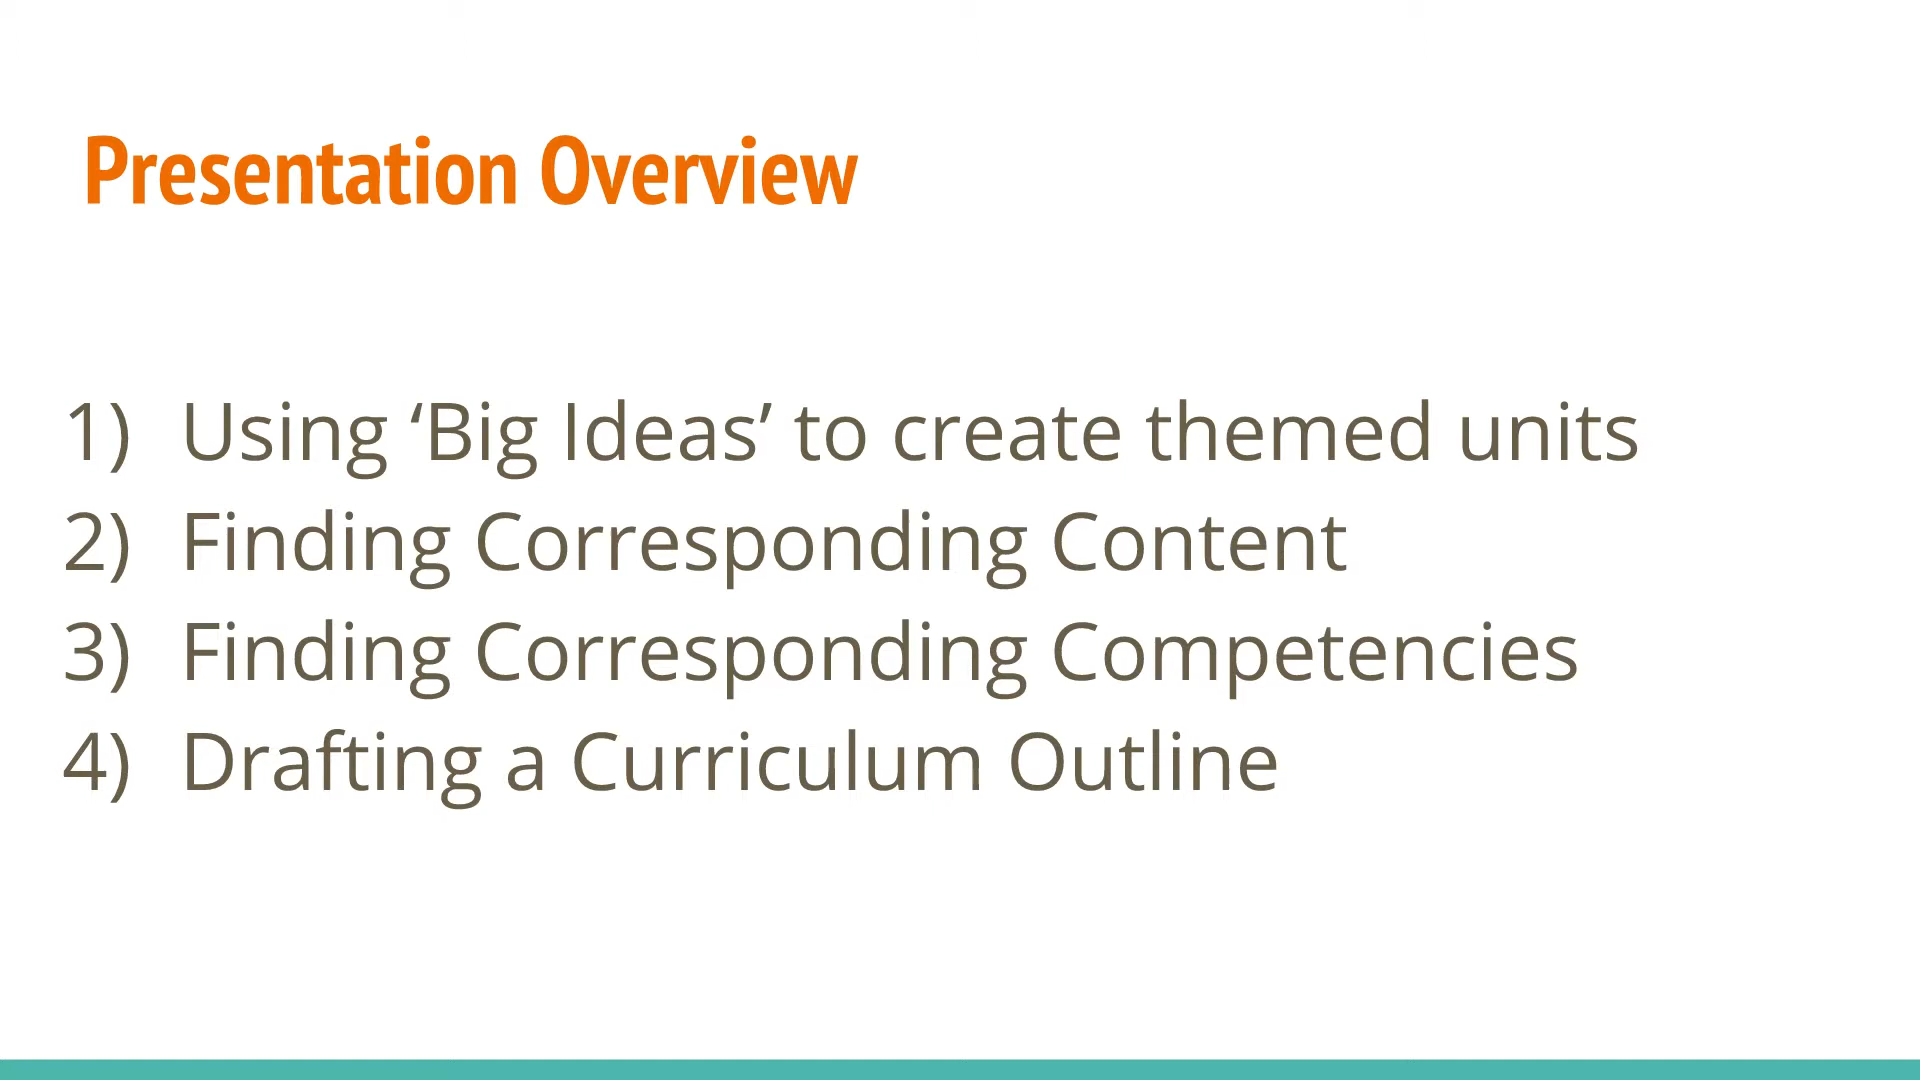 Presentation Overview
1) Using ‘Big Ideas’ to create themed units
2) Finding Corresponding Content
3) Finding Corresponding Competencies
4) Drafting a Curriculum Outline